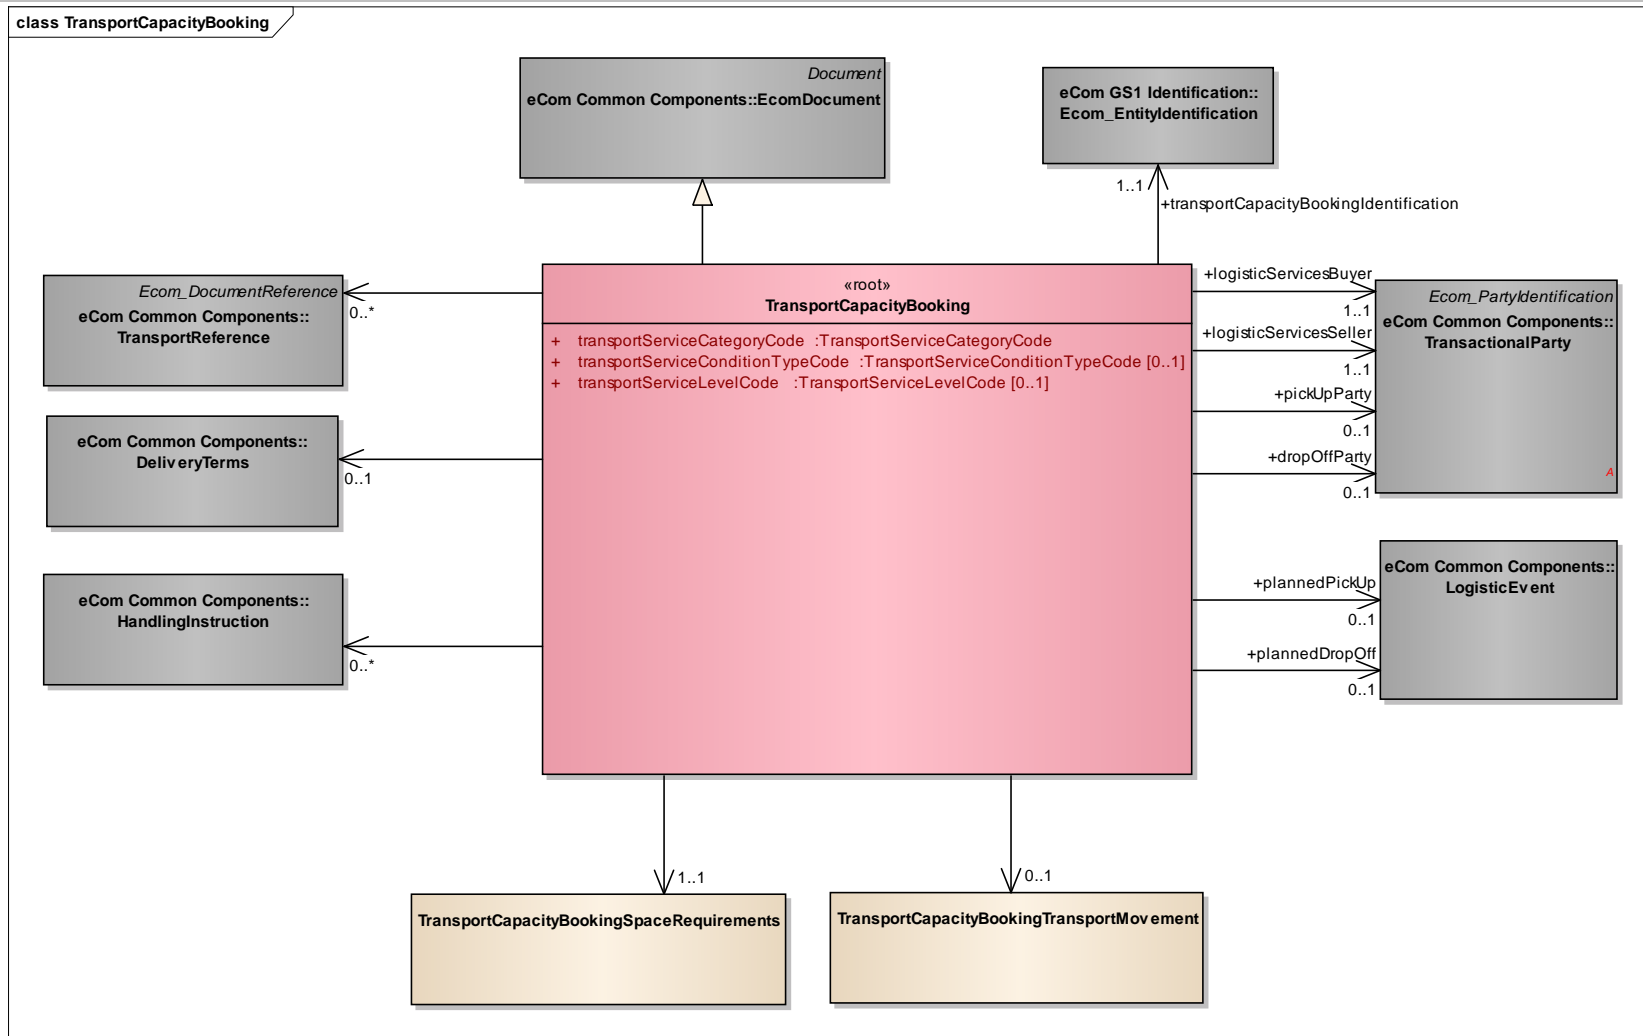 class TransportCapacityBooking
Document
eCom Common Components::EcomDocument
eCom GS1 Identification::
Ecom_EntityIdentification
1..1
+transportCapacityBookingIdentification
Ecom_DocumentReference
eCom Common Components::
TransportReference
0..*
«root»
TransportCapacityBooking
+ transportServiceCategoryCode :TransportServiceCategoryCode
+ transportServiceConditionTypeCode :TransportServiceConditionTypeCode [0..1]
+ transportServiceLevelCode :TransportServiceLevelCode [0..1]
+logisticServicesBuyer
1..1
+logisticServicesSeller
1..1
+pickUpParty
0..1
+dropOffParty
0..1
Ecom_PartyIdentification
eCom Common Components::
TransactionalParty
A
eCom Common Components::
DeliveryTerms
0..1
eCom Common Components::
HandlingInstruction
0..*
+plannedPickUp
0..1
+plannedDropOff
0..1
eCom Common Components::
LogisticEvent
1..1
0..1
TransportCapacityBookingSpaceRequirements
TransportCapacityBookingTransportMovement